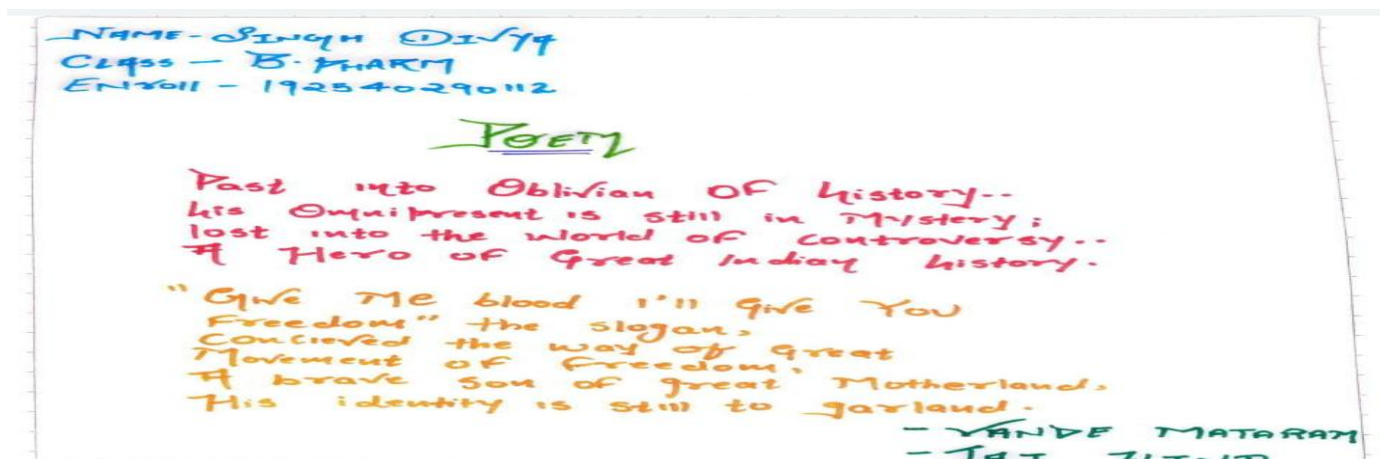 NAME - SINGH DIVYA
CLASS - B. PHARM
Enroll - 192540290112
POETY
Past into Oblivian OF history..
his Omnipresent is still in Mystery;
lost into the world of controversy..
A Hero of Great Indian history.
"Give Me blood I'll Give You
Freedom" the slogan,
Concieved the way of Great
Movement of Freedom,
A brave son of great Motherland,
His identity is still to garland.
- VANDE MATARAM
- JAI HIND